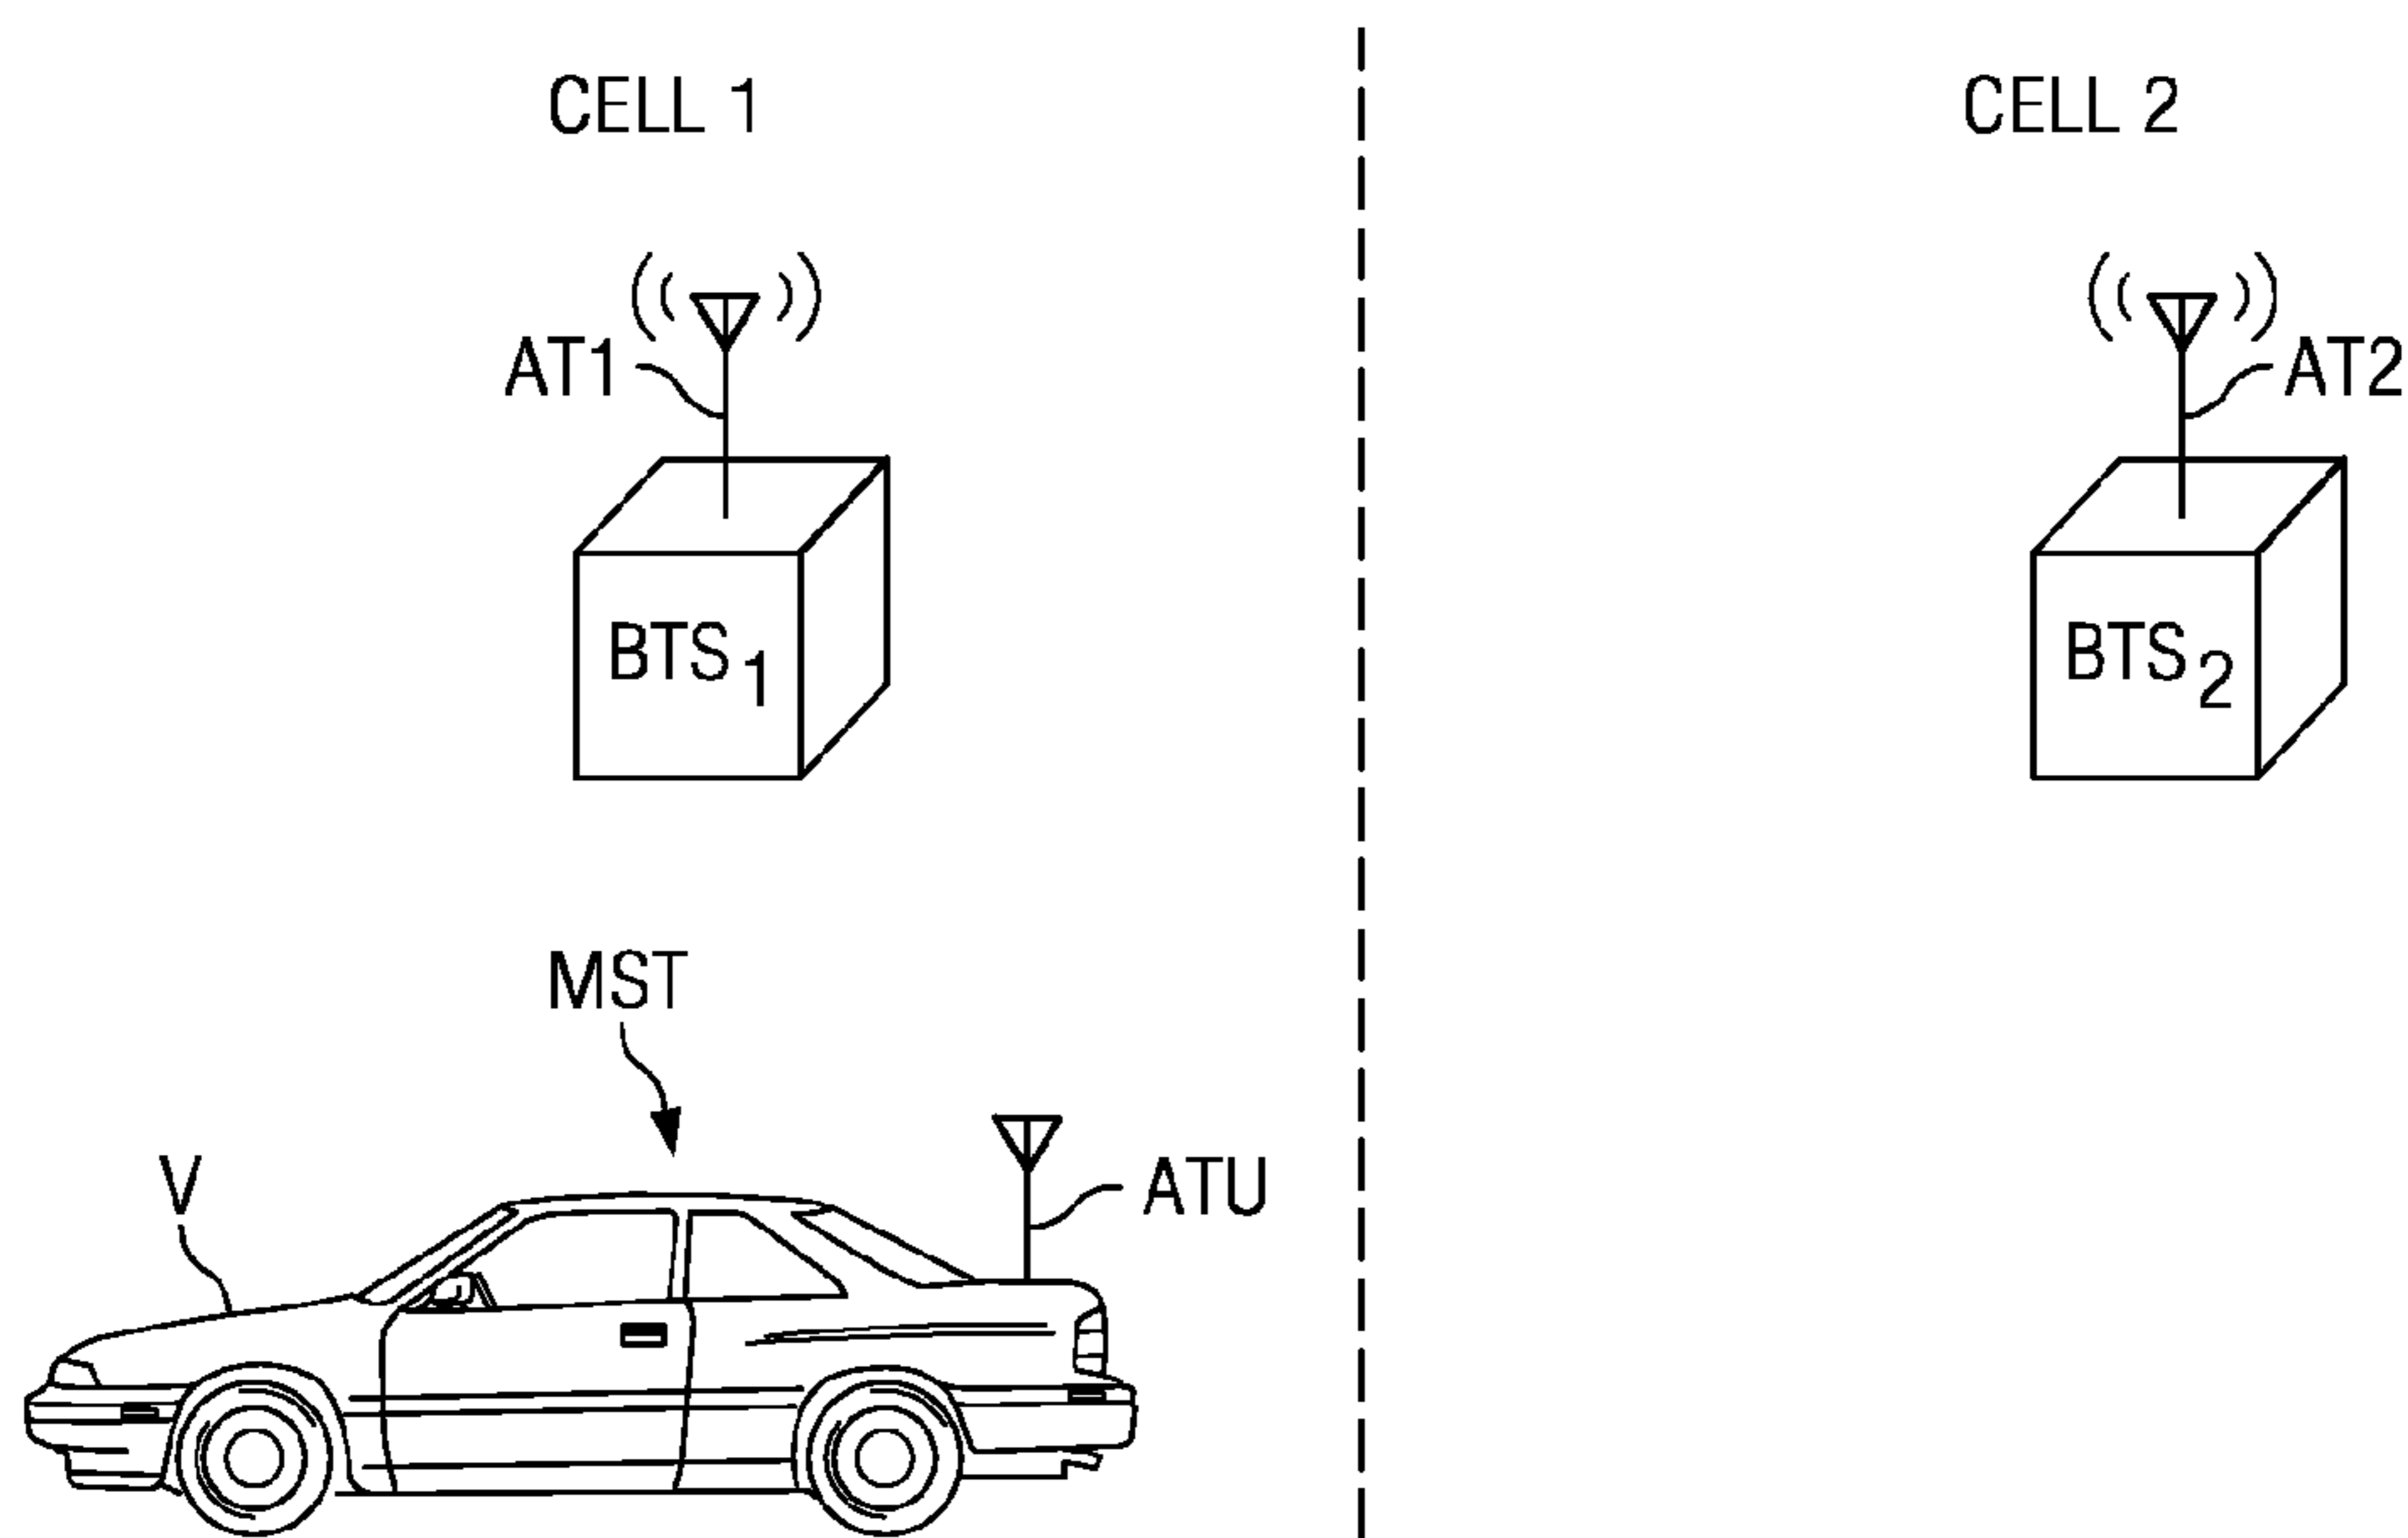 CELL 1
CELL 2
AT1
AT2
BTS1
BTS2
MST
V
ATU